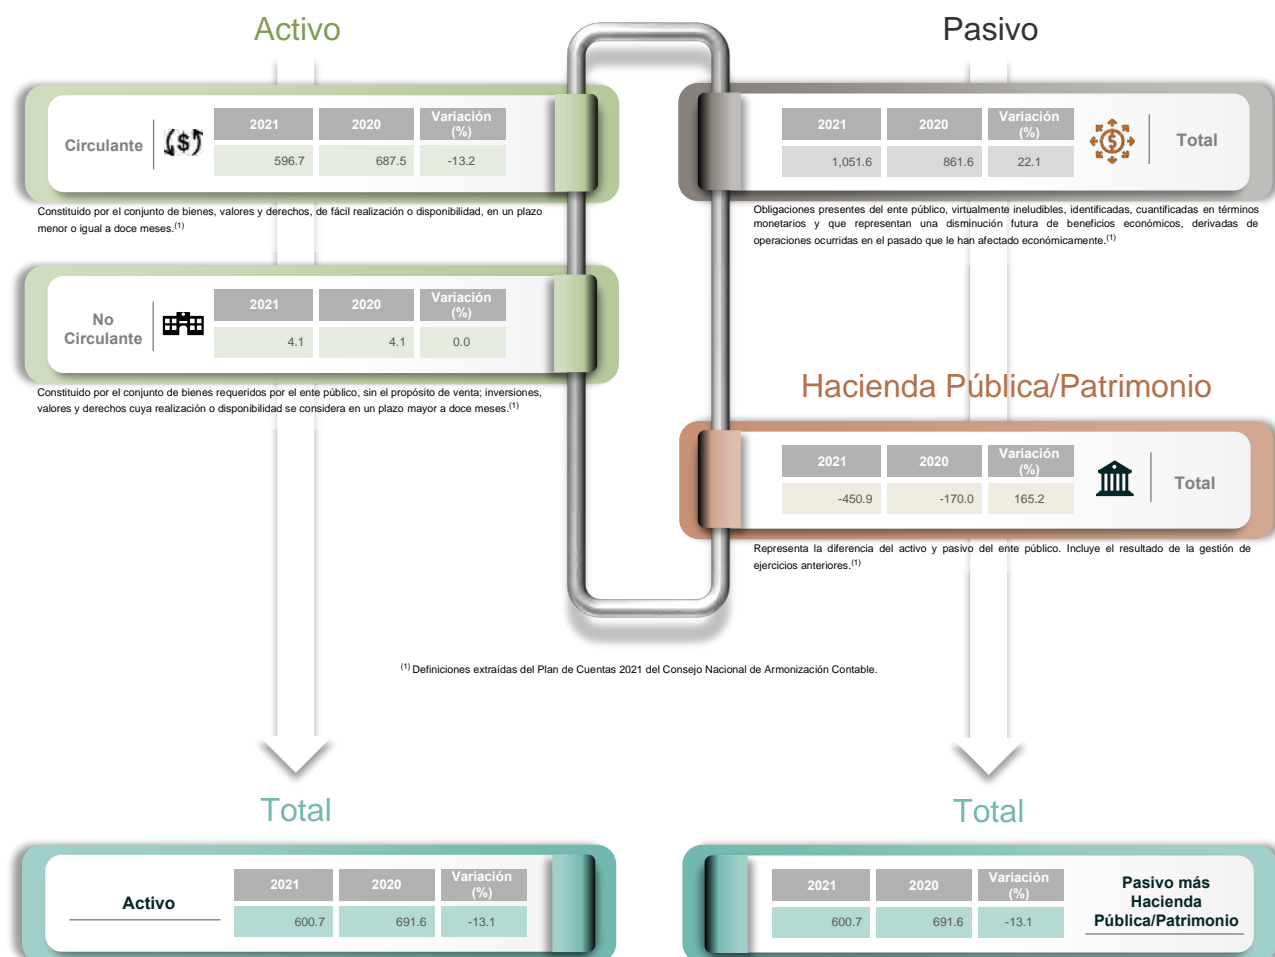 Activo
Circulante
2021 2020 Variación
(%)
596.7 687.5 -13.2
Constituido por el conjunto de bienes, valores y derechos, de fácil realización o disponibilidad, en un plazo
menor o igual a doce meses.(1)
No
Circulante
2021 2020 Variación
(%)
4.1 4.1 0.0
Constituido por el conjunto de bienes requeridos por el ente público, sin el propósito de venta; inversiones,
valores y derechos cuya realización o disponibilidad se considera en un plazo mayor a doce meses.(1)
Pasivo
2021 2020 Variación
(%)
1,051.6 861.6 22.1
Total
Obligaciones presentes del ente público, virtualmente ineludibles, identificadas, cuantificadas en términos
monetarios y que representan una disminución futura de beneficios económicos, derivadas de
operaciones ocurridas en el pasado que le han afectado económicamente.(1)
Hacienda Pública/Patrimonio
2021 2020 Variación
(%)
-450.9 -170.0 165.2
Total
Representa la diferencia del activo y pasivo del ente público. Incluye el resultado de la gestión de
ejercicios anteriores.(1)
(1) Definiciones extraídas del Plan de Cuentas 2021 del Consejo Nacional de Armonización Contable.
Total
Activo
2021 2020 Variación
(%)
600.7 691.6 -13.1
Total
2021 2020 Variación
(%)
600.7 691.6 -13.1
Pasivo más
Hacienda
Pública/Patrimonio